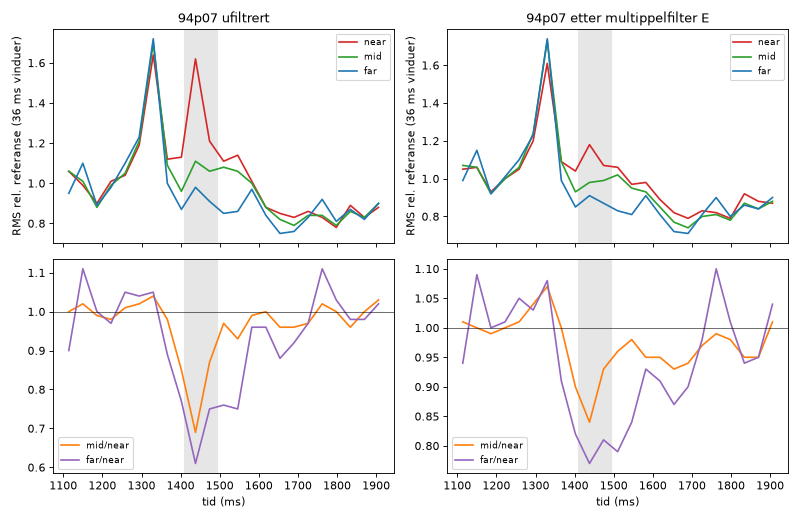 94p07 ufiltrert
RMS rel. referanse (36 ms vinduer)
1.6
1.4
1.2
1.0
0.8
near
mid
far
94p07 etter multippelfilter E
RMS rel. referanse (36 ms vinduer)
1.6
1.4
1.2
1.0
0.8
near
mid
far
1.1
1.0
0.9
0.8
0.7
0.6
mid/near
far/near
1100 1200 1300 1400 1500 1600 1700 1800 1900
tid (ms)
1.10
1.05
1.00
0.95
0.90
0.85
0.80
mid/near
far/near
1100 1200 1300 1400 1500 1600 1700 1800 1900
tid (ms)